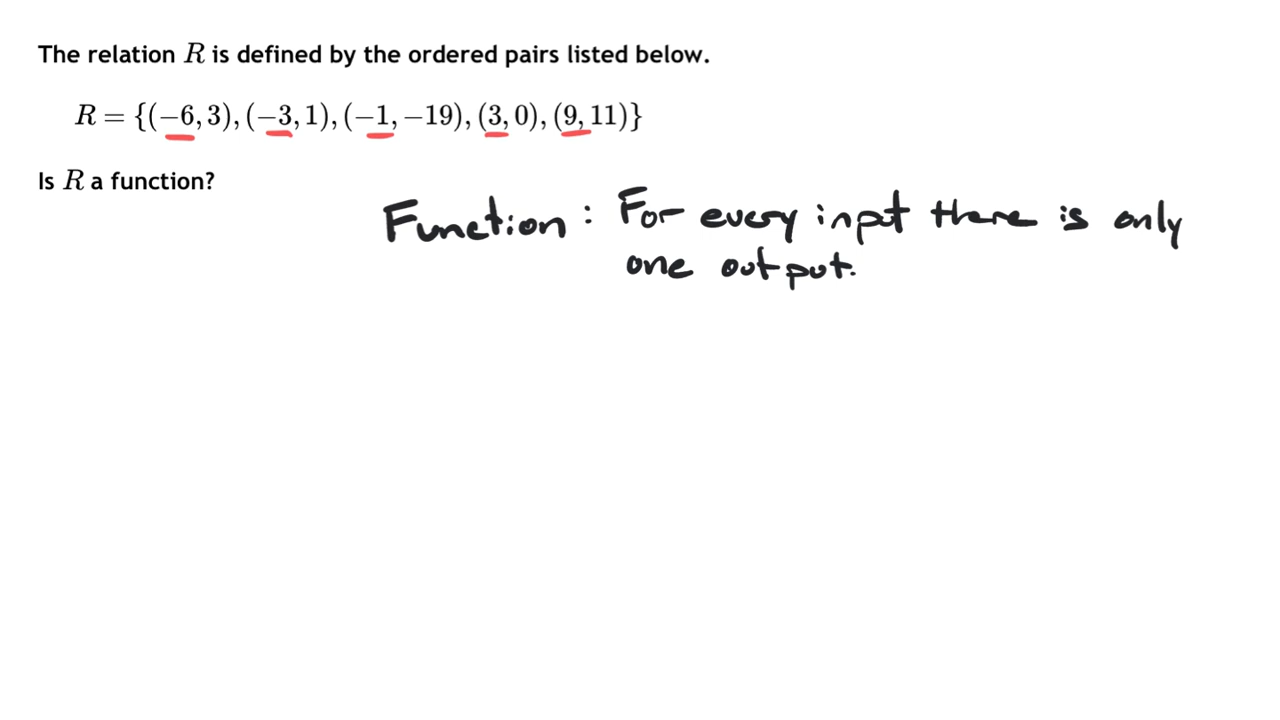 The relation R is defined by the ordered pairs listed below.
R = {(−6, 3), (−3, 1), (−1, −19), (3, 0), (9, 11)}
Is R a function?
Function : For every input there is only
one output.